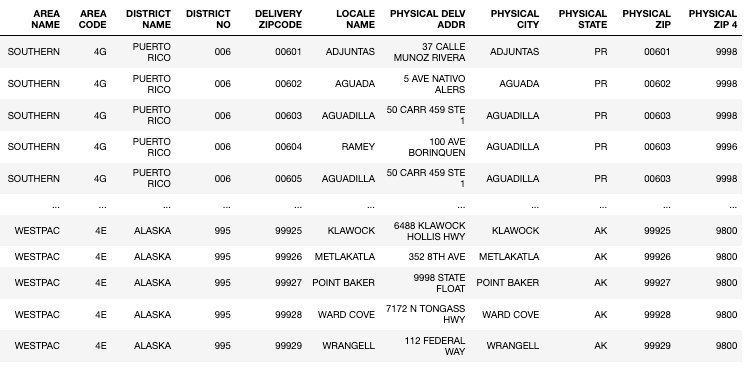 AREA NAME AREA CODE DISTRICT NAME DISTRICT NO DELIVERY ZIPCODE LOCALE NAME PHYSICAL DELV ADDR PHYSICAL CITY PHYSICAL STATE PHYSICAL ZIP PHYSICAL ZIP 4
SOUTHERN 4G PUERTO RICO 006 00601 ADJUNTAS 37 CALLE MUNOZ RIVERA ADJUNTAS PR 00601 9998
SOUTHERN 4G PUERTO RICO 006 00602 AGUADA 5 AVE NATIVO ALERS AGUADA PR 00602 9998
SOUTHERN 4G PUERTO RICO 006 00603 AGUADILLA 50 CARR 459 STE 1 AGUADILLA PR 00603 9998
SOUTHERN 4G PUERTO RICO 006 00604 RAMEY 100 AVE BORINQUEN AGUADILLA PR 00603 9996
SOUTHERN 4G PUERTO RICO 006 00605 AGUADILLA 50 CARR 459 STE 1 AGUADILLA PR 00603 9998
... ... ... ... ... ... ... ... ... ... ...
WESTPAC 4E ALASKA 995 99925 KLAWOCK 6488 KLAWOCK HOLLIS HWY KLAWOCK AK 99925 9800
WESTPAC 4E ALASKA 995 99926 METLAKATLA 352 8TH AVE METLAKATLA AK 99926 9800
WESTPAC 4E ALASKA 995 99927 POINT BAKER 9998 STATE FLOAT POINT BAKER AK 99927 9800
WESTPAC 4E ALASKA 995 99928 WARD COVE 7172 N TONGASS HWY WARD COVE AK 99928 9800
WESTPAC 4E ALASKA 995 99929 WRANGELL 112 FEDERAL WAY WRANGELL AK 99929 9800